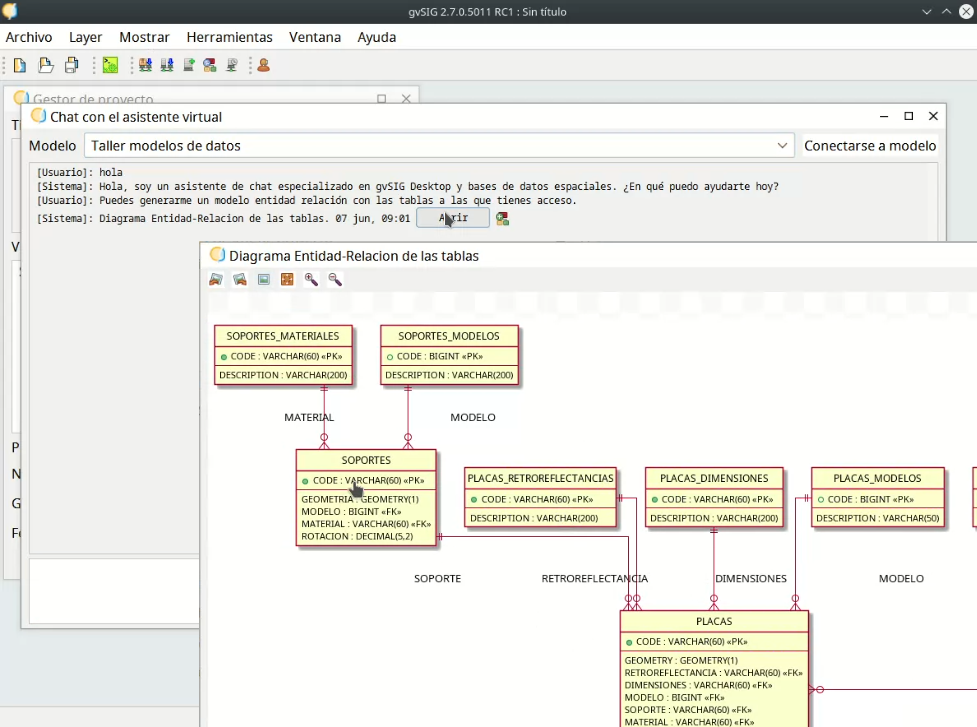 gvSIG 2.7.0.5011 RC1 : Sin título
Archivo Layer Mostrar Herramientas Ventana Ayuda
Gestor de proyecto
Chat con el asistente virtual
Modelo Taller modelos de datos Conectarse a modelo
[Usuario]: hola
[Sistema]: Hola, soy un asistente de chat especializado en gvSIG Desktop y bases de datos espaciales. ¿En qué puedo ayudarte hoy?
[Usuario]: Puedes generarme un modelo entidad relación con las tablas a las que tienes acceso.
[Sistema]: Diagrama Entidad-Relacion de las tablas. 07 jun, 09:01 Abrir
Diagrama Entidad-Relacion de las tablas
SOPORTES_MATERIALES
CODE : VARCHAR(60) «PK»
DESCRIPTION : VARCHAR(200)
SOPORTES_MODELOS
CODE : BIGINT «PK»
DESCRIPTION : VARCHAR(200)
MATERIAL
MODELO
SOPORTES
CODE : VARCHAR(60) «PK»
GEOMETRIA : GEOMETRY(1)
MODELO : BIGINT «FK»
MATERIAL : VARCHAR(60) «FK»
ROTACION : DECIMAL(5,2)
PLACAS_RETROREFLECTANCIAS
CODE : VARCHAR(60) «PK»
DESCRIPTION : VARCHAR(200)
PLACAS_DIMENSIONES
CODE : VARCHAR(60) «PK»
DESCRIPTION : VARCHAR(200)
PLACAS_MODELOS
CODE : BIGINT «PK»
DESCRIPTION : VARCHAR(50)
SOPORTE
RETROREFLECTANCIA
DIMENSIONES
MODELO
PLACAS
CODE : VARCHAR(60) «PK»
GEOMETRY : GEOMETRY(1)
RETROREFLECTANCIA : VARCHAR(60) «FK»
DIMENSIONES : VARCHAR(60) «FK»
MODELO : BIGINT «FK»
SOPORTE : VARCHAR(60) «FK»
MATERIAL : VARCHAR(60) «FK»